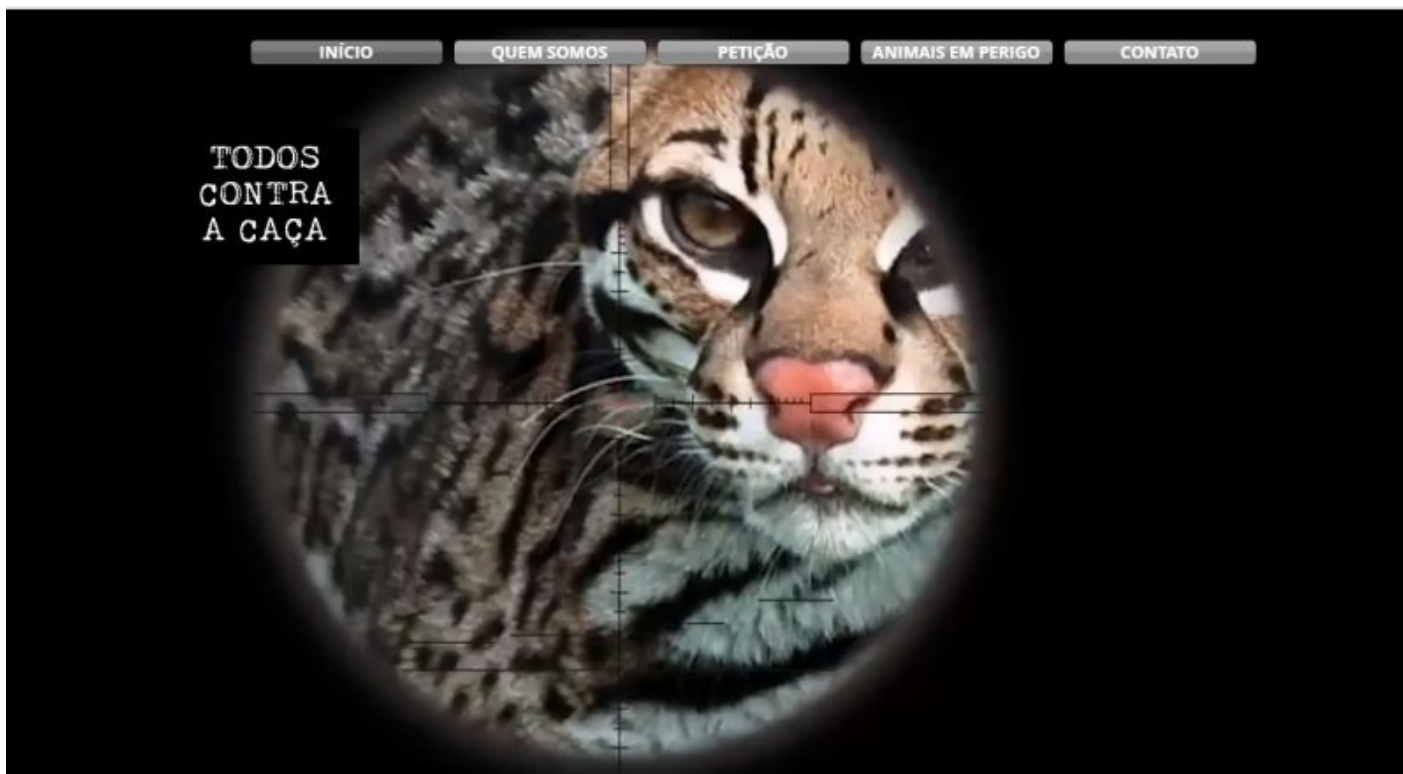 INÍCIO
QUEM SOMOS
PETIÇÃO
ANIMAIS EM PERIGO
CONTATO
TODOS
CONTRA
A CAÇA